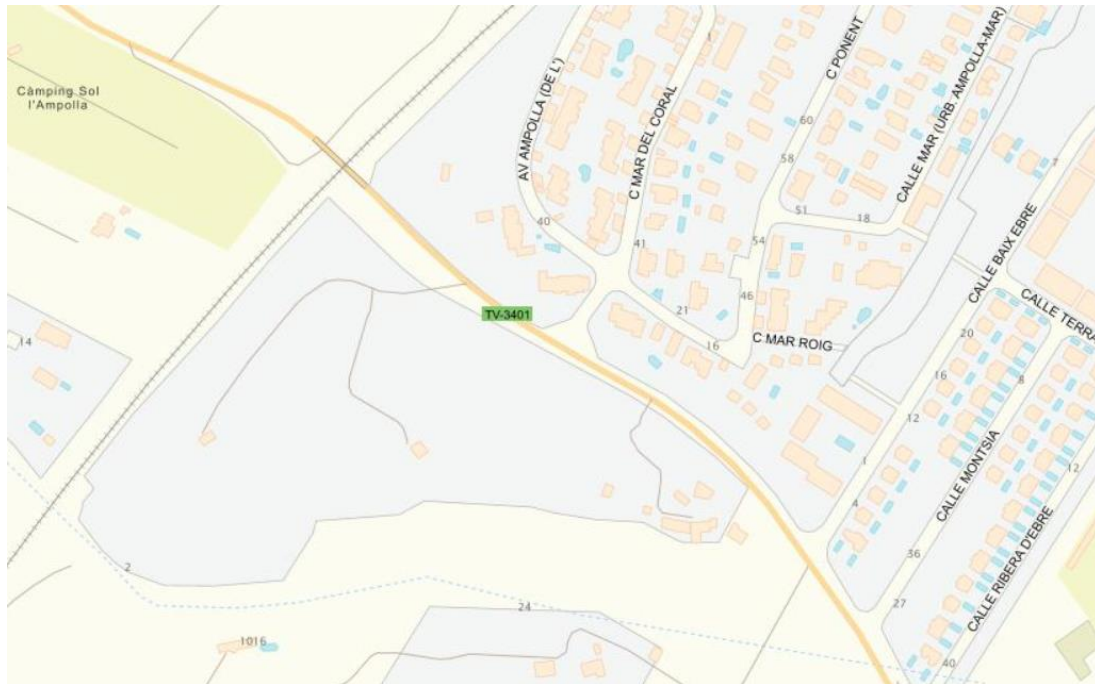 Càmping Sol
l'Ampolla
AV AMPOLLA (DE L')
C MAR DEL CORAL
1
C PONENT
CALLE MAR (URB. AMPOLLA-MAR)
60
58
7
51
18
40
41
54
CALLE BAIX EBRE
TV-3401
46
21
16
C MAR ROIG
CALLE TERRA
14
20
16
8
12
CALLE MONTSIA
1
12
4
36
2
27
24
CALLE RIBERA D'EBRE
1016
40